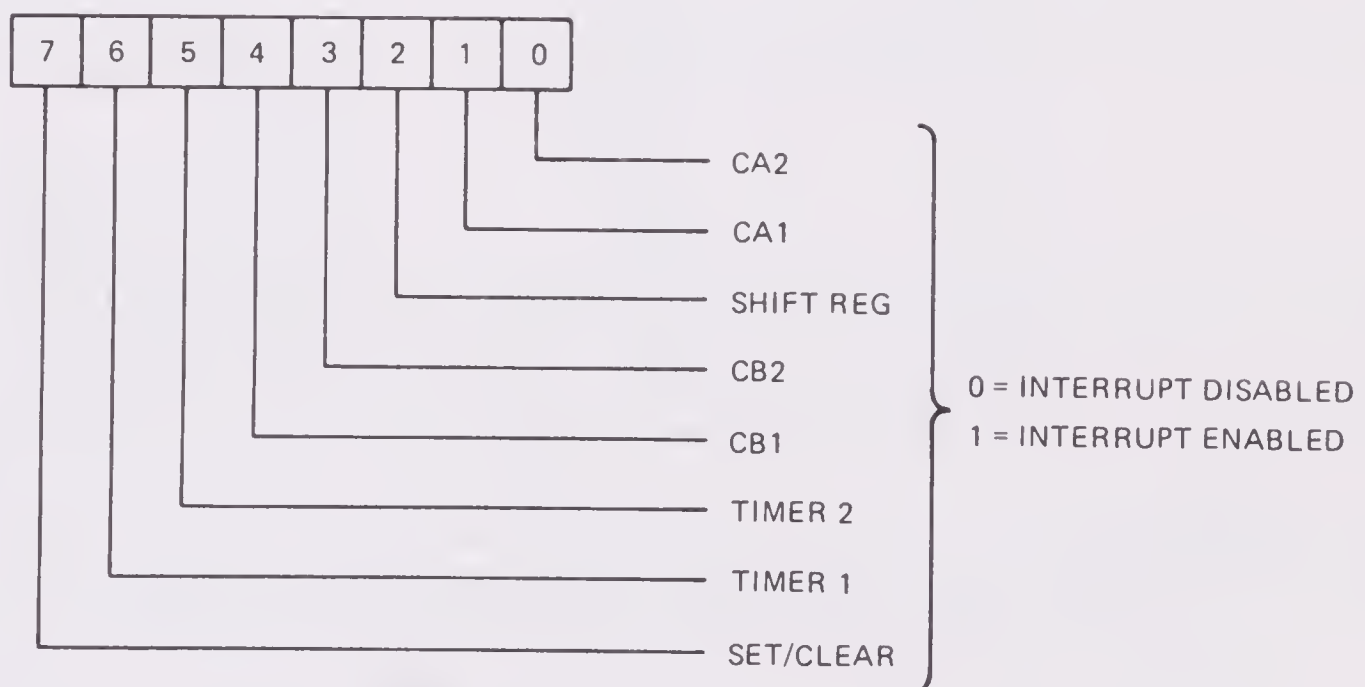 7 6 5 4 3 2 1 0
CA2
CA1
SHIFT REG
CB2
CB1
TIMER 2
TIMER 1
SET/CLEAR
0 = INTERRUPT DISABLED
1 = INTERRUPT ENABLED